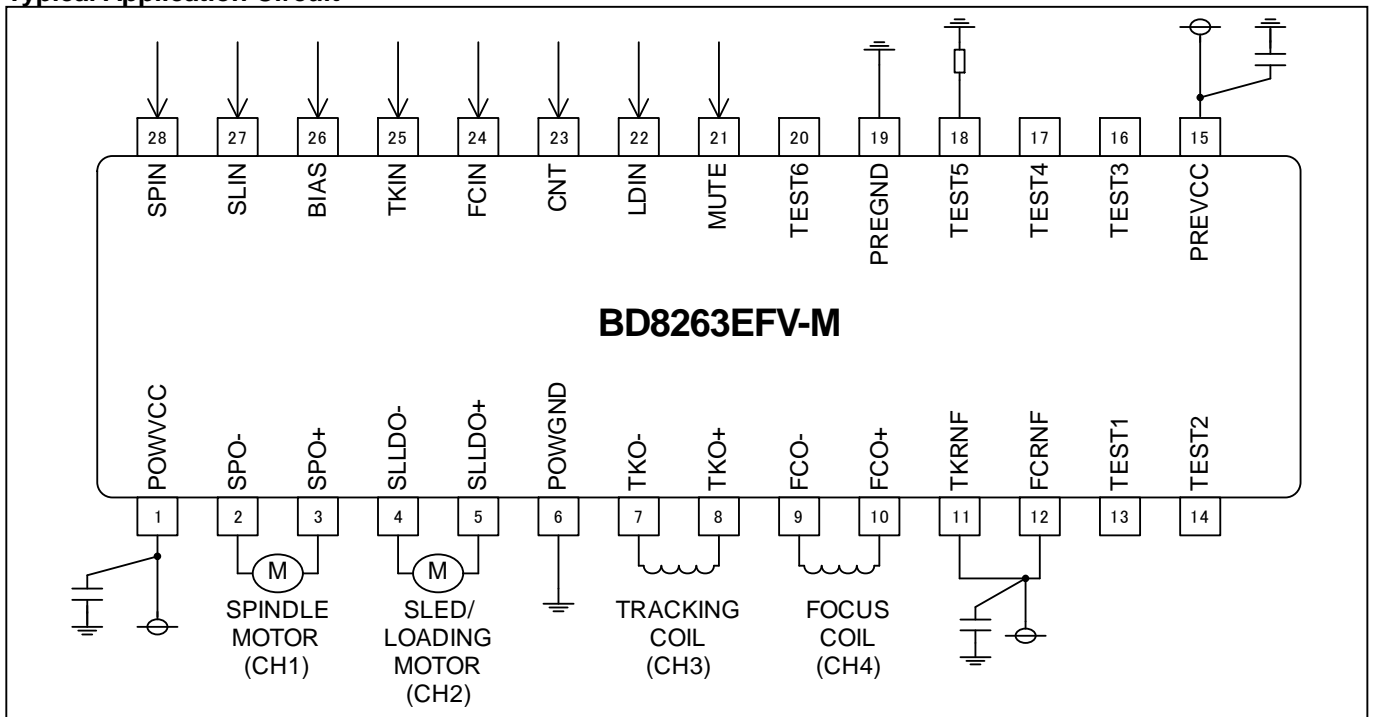 28 27 26 25 24 23 22 21 20 19 18 17 16 15
SPIN SLIN BIAS TKIN FCIN CNT LDIN MUTE TEST6 PREGND TEST5 TEST4 TEST3 PREVCC
BD8263EFV-M
POWVCC SPO- SPO+ SLLDO- SLLDO+ POWGND TKO- TKO+ FCO- FCO+ TKRNF FCRNF TEST1 TEST2
1 2 3 4 5 6 7 8 9 10 11 12 13 14
M M
SPINDLE
MOTOR
(CH1)
SLED/
LOADING
MOTOR
(CH2)
TRACKING
COIL
(CH3)
FOCUS
COIL
(CH4)